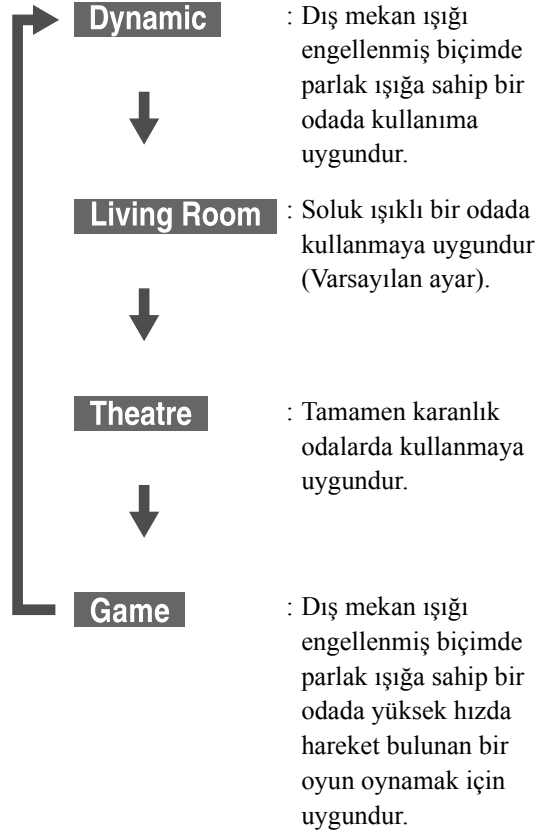 Dynamic : Dış mekan ışığı
engellenmiş biçimde
parlak ışığa sahip bir
odada kullanıma
uygundur.
Living Room : Soluk ışıklı bir odada
kullanmaya uygundur
(Varsayılan ayar).
Theatre : Tamamen karanlık
odalarda kullanmaya
uygundur.
Game : Dış mekan ışığı
engellenmiş biçimde
parlak ışığa sahip bir
odada yüksek hızda
hareket bulunan bir
oyun oynamak için
uygundur.